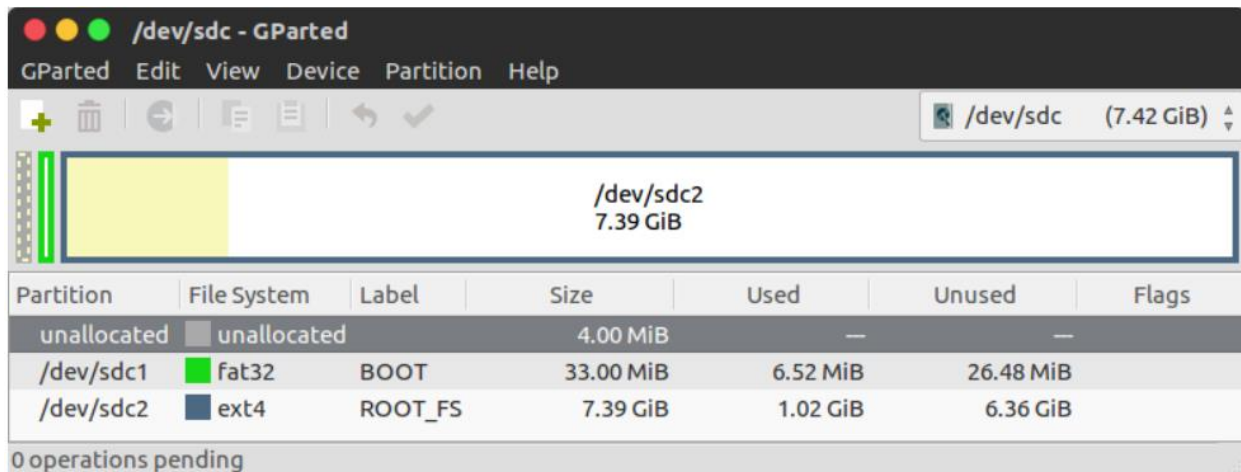 /dev/sdc - GParted
GParted Edit View Device Partition Help
/dev/sdc (7.42 GiB)
/dev/sdc2
7.39 GiB
Partition File System Label Size Used Unused Flags
unallocated unallocated 4.00 MiB — —
/dev/sdc1 fat32 BOOT 33.00 MiB 6.52 MiB 26.48 MiB
/dev/sdc2 ext4 ROOT_FS 7.39 GiB 1.02 GiB 6.36 GiB
0 operations pending